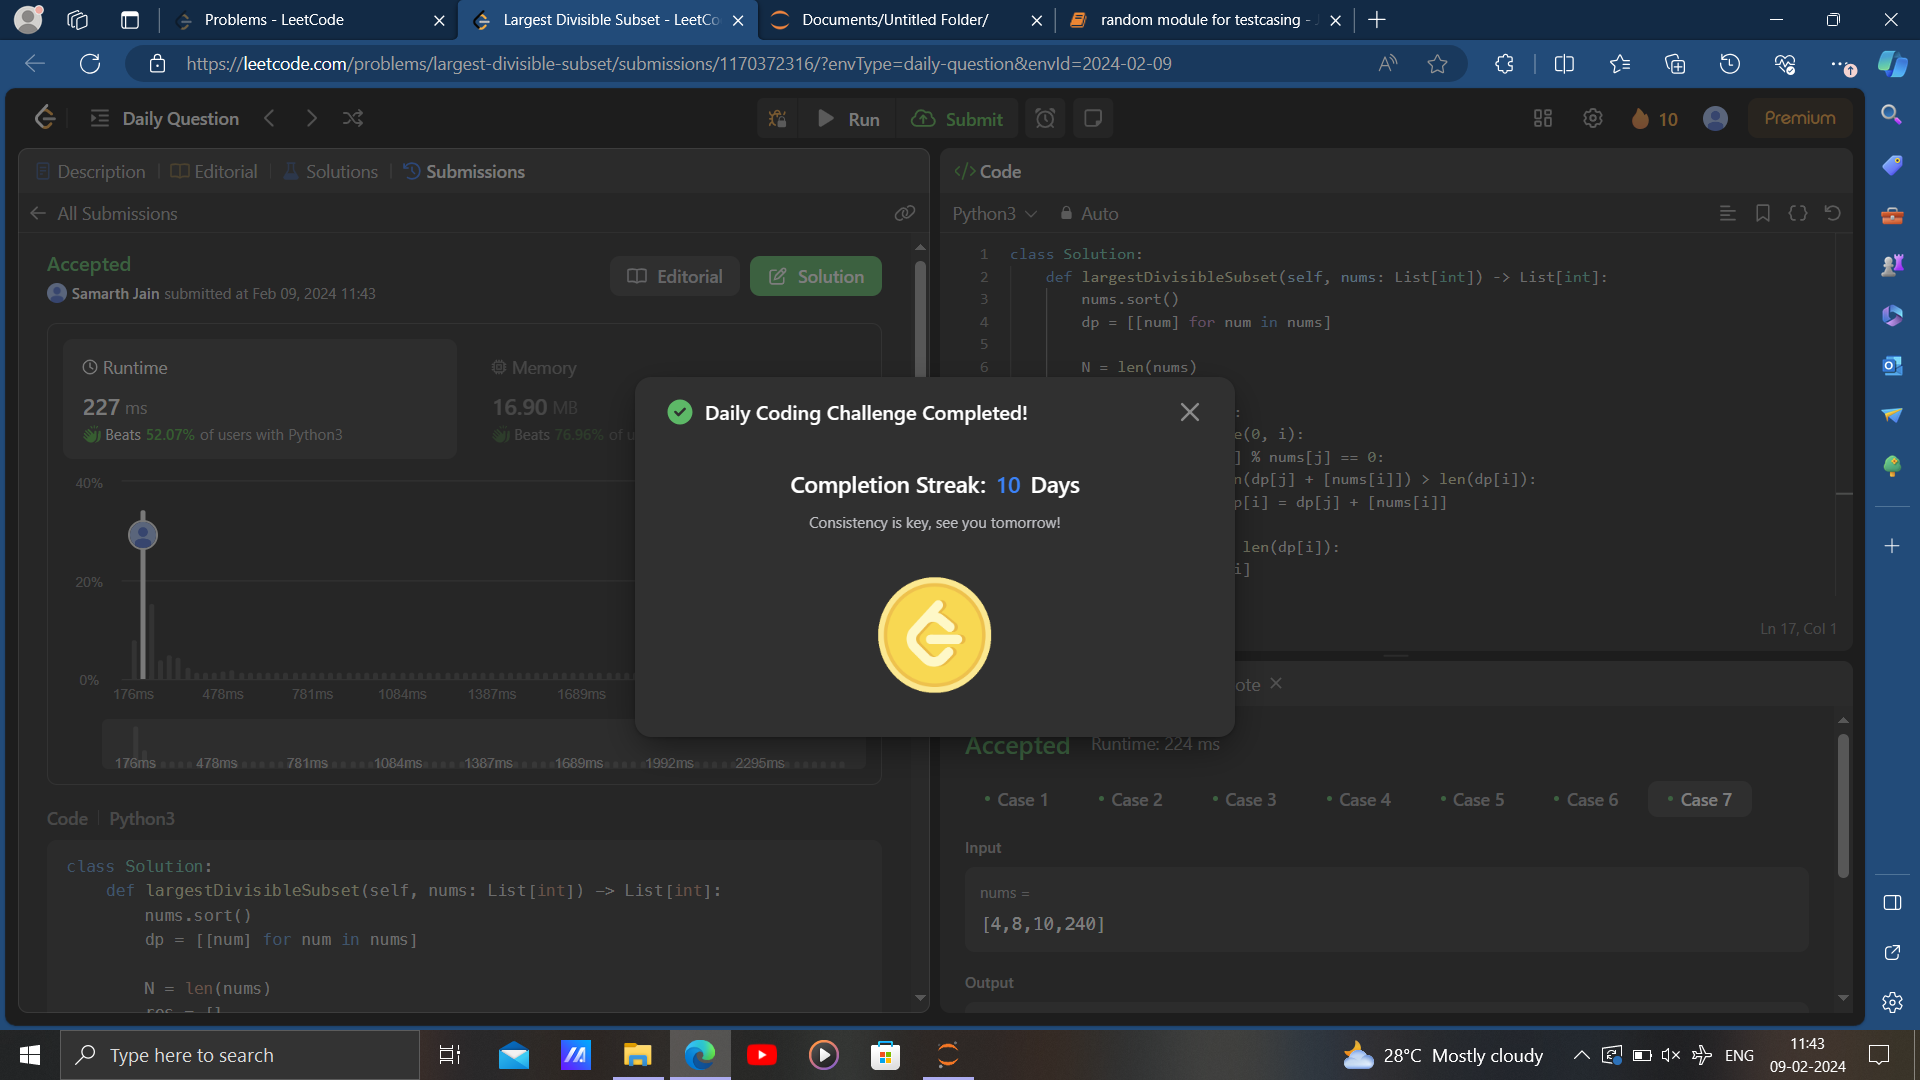 Problems - LeetCode
Largest Divisible Subset - LeetCo
Documents/Untitled Folder/
random module for testcasing -
https://leetcode.com/problems/largest-divisible-subset/submissions/1170372316/?envType=daily-question&envId=2024-02-09
Daily Question
Run
Submit
10
Premium
Description
Editorial
Solutions
Submissions
All Submissions
Accepted
Samarth Jain submitted at Feb 09, 2024 11:43
Editorial
Solution
Runtime
227 ms
Beats 52.07% of users with Python3
Memory
16.90 MB
Beats 76.96% of u
40%
20%
0%
176ms 478ms 781ms 1084ms 1387ms 1689ms
176ms 478ms 781ms 1084ms 1387ms 1689ms 1992ms 2295ms
Code Python3
class Solution:
def largestDivisibleSubset(self, nums: List[int]) -> List[int]:
nums.sort()
dp = [[num] for num in nums]
N = len(nums)
res = []
Daily Coding Challenge Completed!
Completion Streak: 10 Days
Consistency is key, see you tomorrow!
</> Code
Python3
Auto
1 class Solution:
2 def largestDivisibleSubset(self, nums: List[int]) -> List[int]:
3 nums.sort()
4 dp = [[num] for num in nums]
5
6 N = len(nums)
:
e(0, i):
] % nums[j] == 0:
n(dp[j] + [nums[i]]) > len(dp[i]):
p[i] = dp[j] + [nums[i]]
len(dp[i]):
i]
Ln 17, Col 1
ote
Accepted
Runtime: 224 ms
Case 1
Case 2
Case 3
Case 4
Case 5
Case 6
Case 7
Input
nums =
[4,8,10,240]
Output
Type here to search
28°C Mostly cloudy
ENG
11:43
09-02-2024